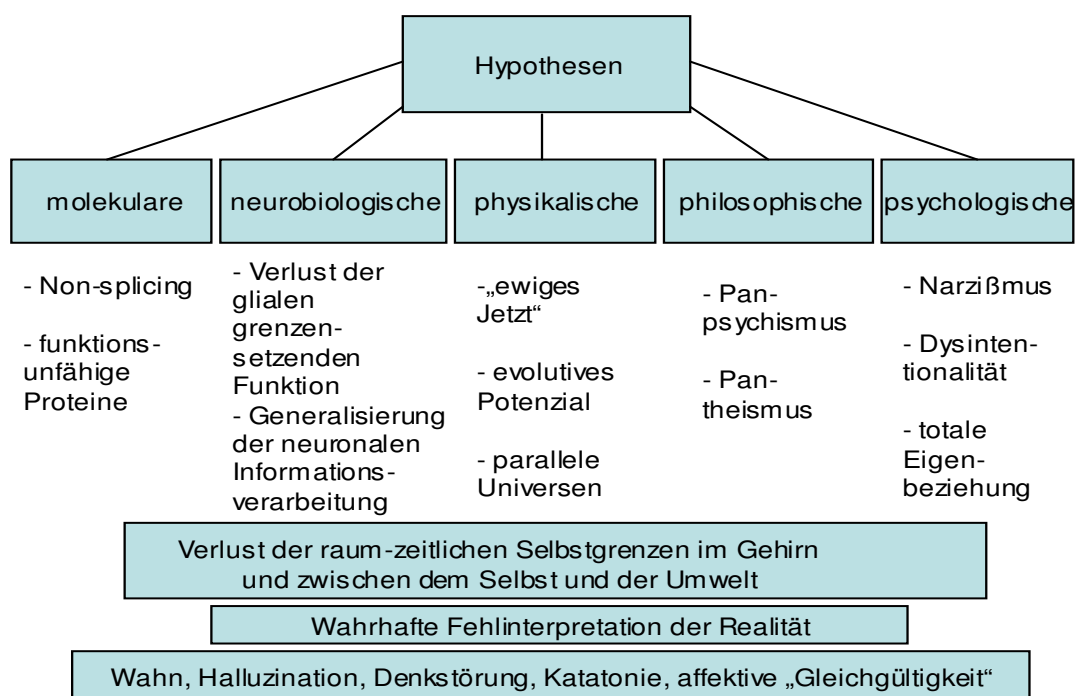 Hypothesen
molekulare
neurobiologische
physikalische
philosophische
psychologische
- Non-splicing
- funktions-
unfähige
Proteine
- Verlust der
glialen
grenzen-
setzenden
Funktion
- Generalisierung
der neuronalen
Informations-
verarbeitung
-„ewiges
Jetzt“
- evolutives
Potenzial
- parallele
Universen
- Pan-
psychismus
- Pan-
theismus
- Narzißmus
- Dysinten-
tionalität
- totale
Eigen-
beziehung
Verlust der raum-zeitlichen Selbstgrenzen im Gehirn
und zwischen dem Selbst und der Umwelt
Wahrhafte Fehlinterpretation der Realität
Wahn, Halluzination, Denkstörung, Katatonie, affektive „Gleichgültigkeit“